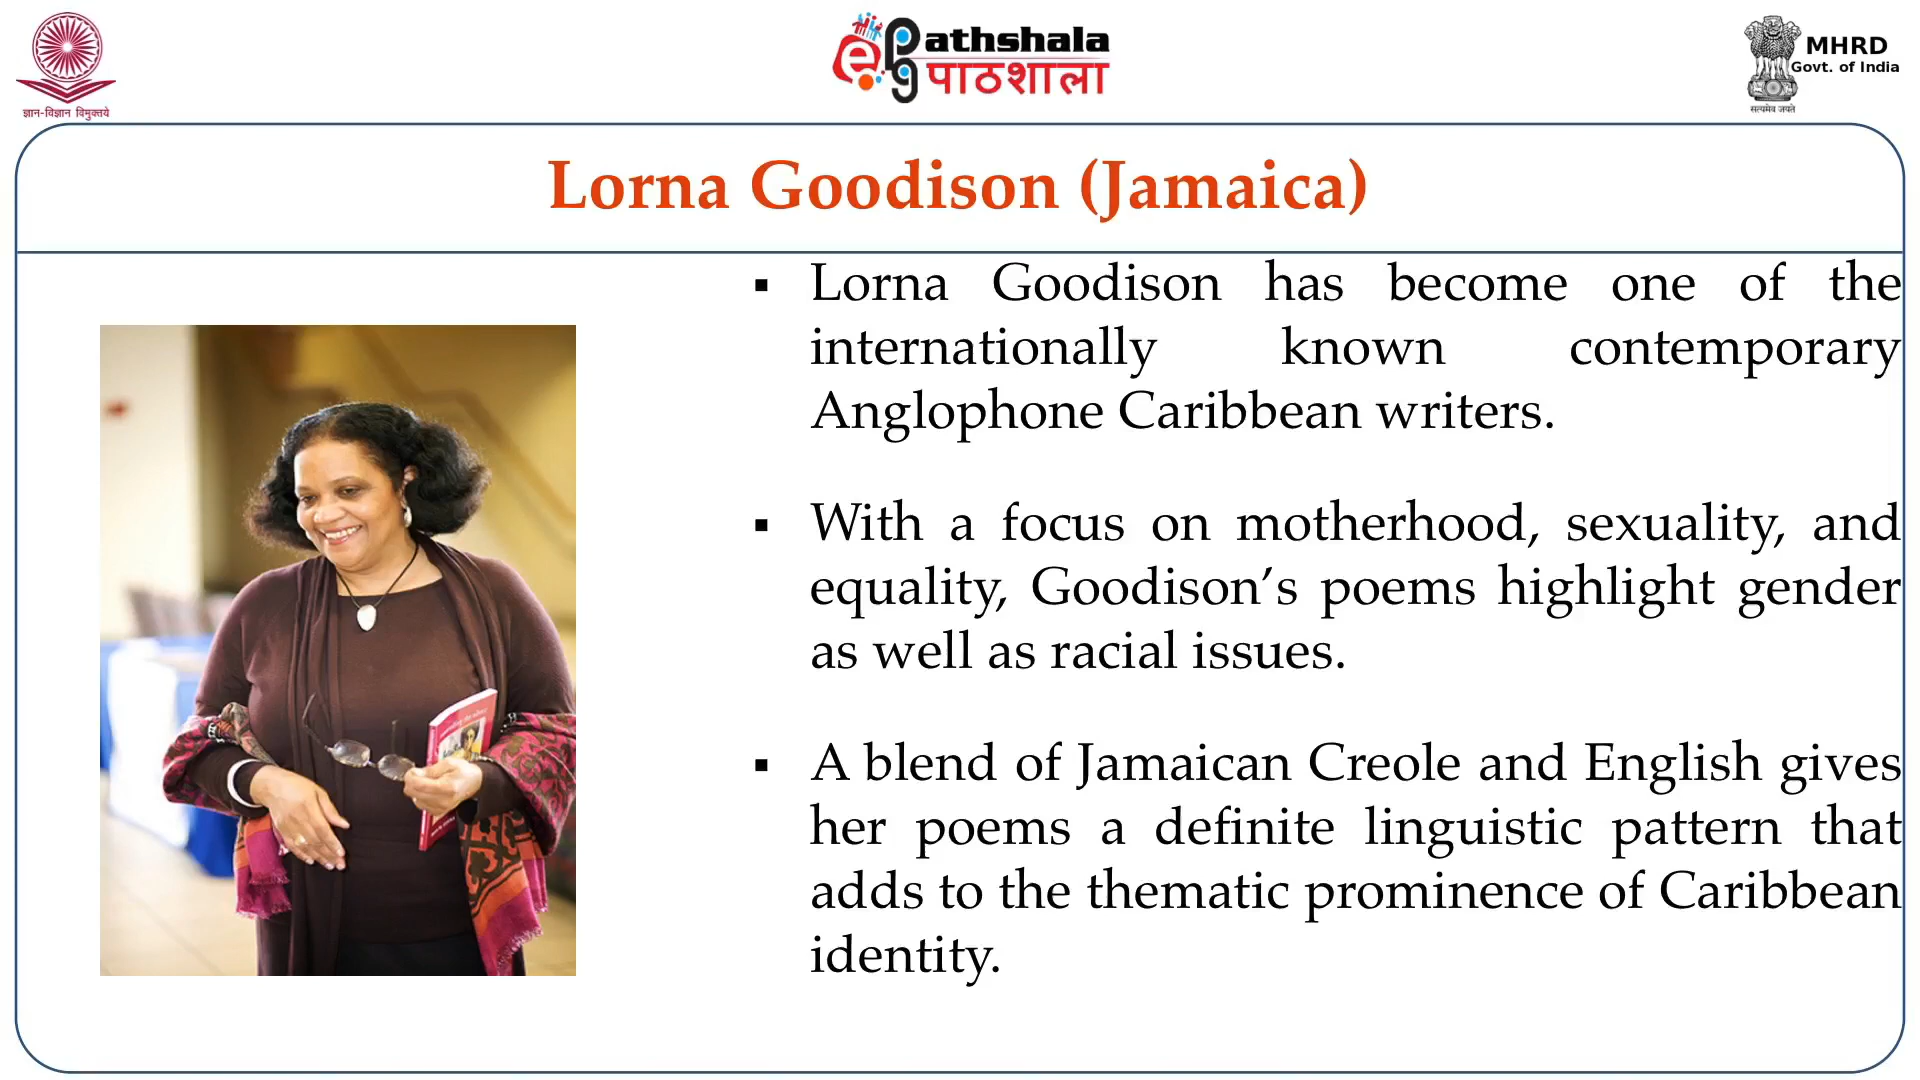 ज्ञान-विज्ञान विमुक्तये
e
pg
Pathshala
पाठशाला
MHRD
Govt. of India
सत्यमेव जयते
Lorna Goodison (Jamaica)
▪ Lorna Goodison has become one of the
internationally known contemporary
Anglophone Caribbean writers.
▪ With a focus on motherhood, sexuality, and
equality, Goodison’s poems highlight gender
as well as racial issues.
▪ A blend of Jamaican Creole and English gives
her poems a definite linguistic pattern that
adds to the thematic prominence of Caribbean
identity.